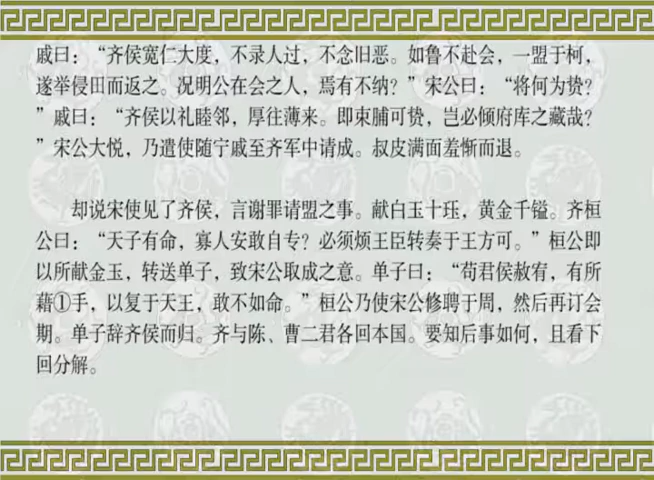 戚曰：“齐侯宽仁大度，不录人过，不念旧恶。如鲁不赴会，一盟于柯，
遂举侵田而返之。况明公在会之人，焉有不纳？”宋公曰：“将何为贽？
”戚曰：“齐侯以礼睦邻，厚往薄来。即束脯可贽，岂必倾府库之藏哉？
”宋公大悦，乃遣使随宁戚至齐军中请成。叔皮满面羞惭而退。
却说宋使见了齐侯，言谢罪请盟之事。献白玉十珏，黄金千镒。齐桓
公曰：“天子有命，寡人安敢自专？必须烦王臣转奏于王方可。”桓公即
以所献金玉，转送单子，致宋公取成之意。单子曰：“苟君侯赦宥，有所
藉①手，以复于天王，敢不如命。”桓公乃使宋公修聘于周，然后再订会
期。单子辞齐侯而归。齐与陈、曹二君各回本国。要知后事如何，且看下
回分解。